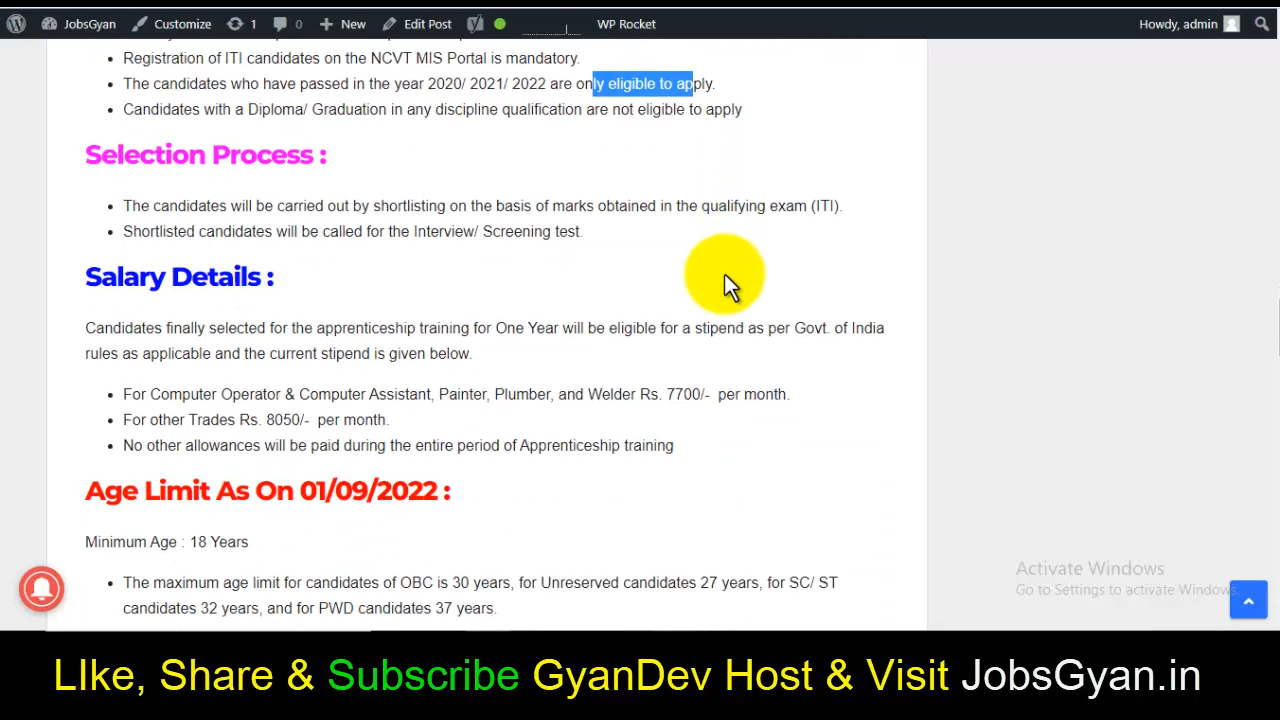 JobsGyan Customize 1 0 New Edit Post WP Rocket Howdy, admin
Registration of ITI candidates on the NCVT MIS Portal is mandatory.
The candidates who have passed in the year 2020/ 2021/ 2022 are only eligible to apply.
Candidates with a Diploma/ Graduation in any discipline qualification are not eligible to apply
Selection Process :
The candidates will be carried out by shortlisting on the basis of marks obtained in the qualifying exam (ITI).
Shortlisted candidates will be called for the Interview/ Screening test.
Salary Details :
Candidates finally selected for the apprenticeship training for One Year will be eligible for a stipend as per Govt. of India
rules as applicable and the current stipend is given below.
For Computer Operator & Computer Assistant, Painter, Plumber, and Welder Rs. 7700/-  per month.
For other Trades Rs. 8050/-  per month.
No other allowances will be paid during the entire period of Apprenticeship training
Age Limit As On 01/09/2022 :
Minimum Age : 18 Years
The maximum age limit for candidates of OBC is 30 years, for Unreserved candidates 27 years, for SC/ ST
candidates 32 years, and for PWD candidates 37 years.
Activate Windows
Go to Settings to activate Windows.
LIke, Share & Subscribe GyanDev Host & Visit JobsGyan.in